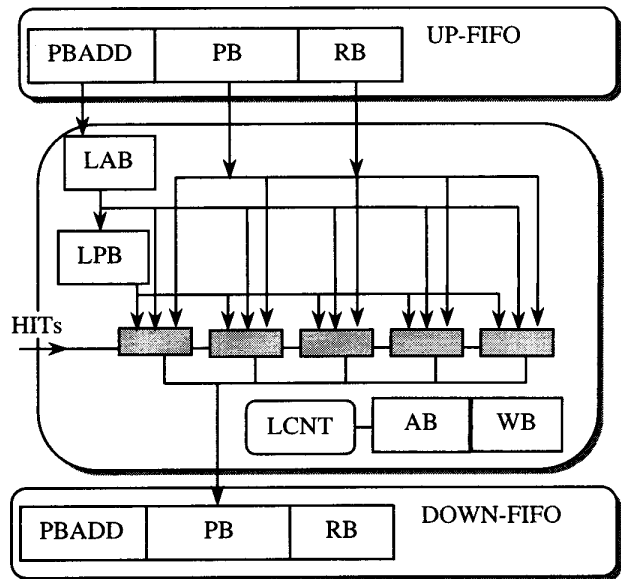 UP-FIFO
PBADD PB RB
LAB
LPB
HITs
LCNT AB WB
DOWN-FIFO
PBADD PB RB